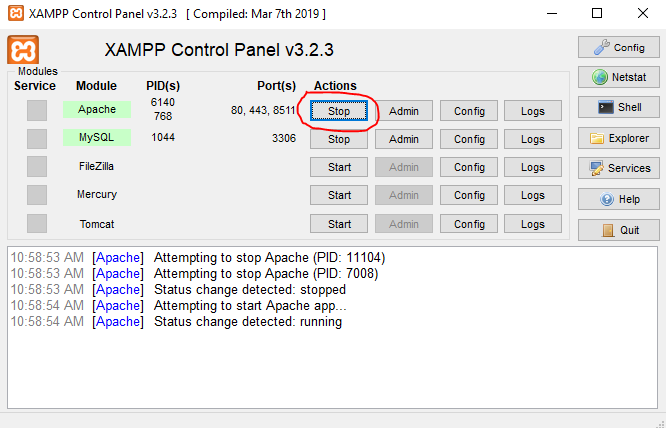 XAMPP Control Panel v3.2.3 [ Compiled: Mar 7th 2019 ]
XAMPP Control Panel v3.2.3
Config
Modules
Service Module PID(s) Port(s) Actions
Netstat
Apache 6140 768 80, 443, 8511 Stop Admin Config Logs
Shell
MySQL 1044 3306 Stop Admin Config Logs
Explorer
FileZilla Start Admin Config Logs
Services
Mercury Start Admin Config Logs
Help
Tomcat Start Admin Config Logs
Quit
10:58:53 AM [Apache] Attempting to stop Apache (PID: 11104)
10:58:53 AM [Apache] Attempting to stop Apache (PID: 7008)
10:58:53 AM [Apache] Status change detected: stopped
10:58:54 AM [Apache] Attempting to start Apache app...
10:58:54 AM [Apache] Status change detected: running